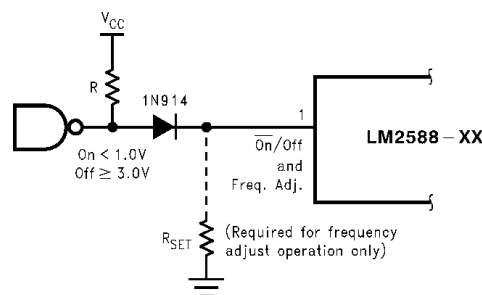 VCC
R
1N914
1
On < 1.0V
Off ≥ 3.0V
On/Off
and
Freq. Adj.
LM2588-XX
RSET
(Required for frequency
adjust operation only)